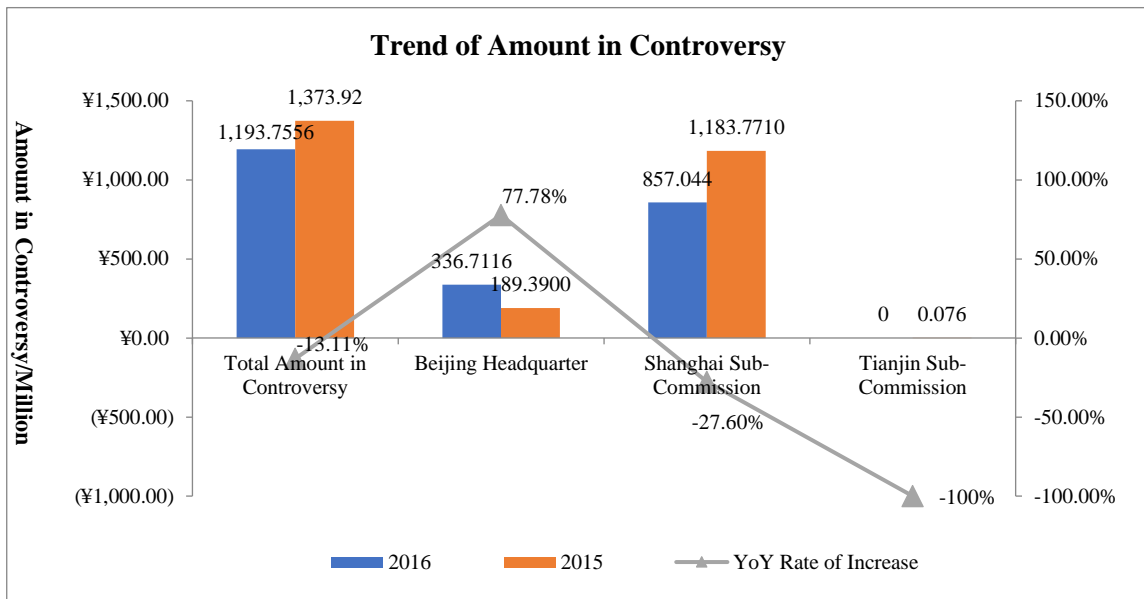 Trend of Amount in Controversy
Amount in Controversy/Million
¥1,500.00
¥1,000.00
¥500.00
¥0.00
(¥500.00)
(¥1,000.00)
1,193.7556
1,373.92
336.7116
189.3900
857.044
1,183.7710
0
0.076
-13.11%
77.78%
-27.60%
-100%
Total Amount in
Controversy
Beijing Headquarter
Shanghai Sub-
Commission
Tianjin Sub-
Commission
150.00%
100.00%
50.00%
0.00%
-50.00%
-100.00%
2016
2015
YoY Rate of Increase